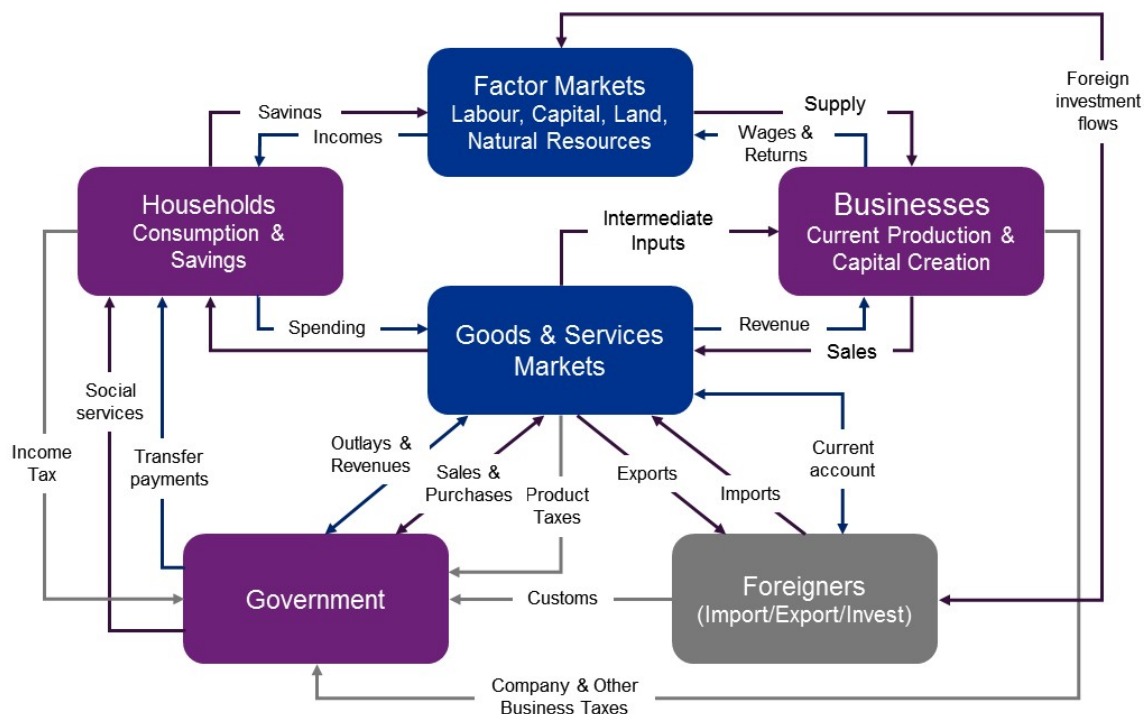 Factor Markets
Labour, Capital, Land,
Natural Resources
Foreign
investment
flows
Savings
Incomes
Supply
Wages &
Returns
Households
Consumption &
Savings
Businesses
Current Production &
Capital Creation
Intermediate
Inputs
Spending
Goods & Services
Markets
Revenue
Sales
Social
services
Income
Tax
Transfer
payments
Outlays &
Revenues
Sales &
Purchases
Product
Taxes
Exports
Imports
Current
account
Government
Customs
Foreigners
(Import/Export/Invest)
Company & Other
Business Taxes